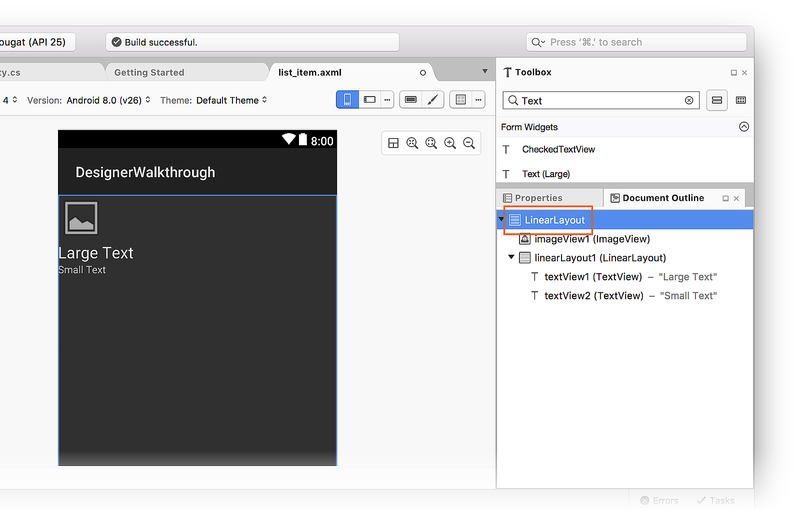 ougat (API 25)
Build successful.
Press ‘⌘.’ to search
ty.cs
Getting Started
list_item.axml
4
Version: Android 8.0 (v26)
Theme: Default Theme
8:00
DesignerWalkthrough
Large Text
Small Text
Toolbox
Text
Form Widgets
T CheckedTextView
T Text (Large)
Properties
Document Outline
LinearLayout
imageView1 (ImageView)
linearLayout1 (LinearLayout)
T textView1 (TextView) – "Large Text"
T textView2 (TextView) – "Small Text"
Errors
Tasks